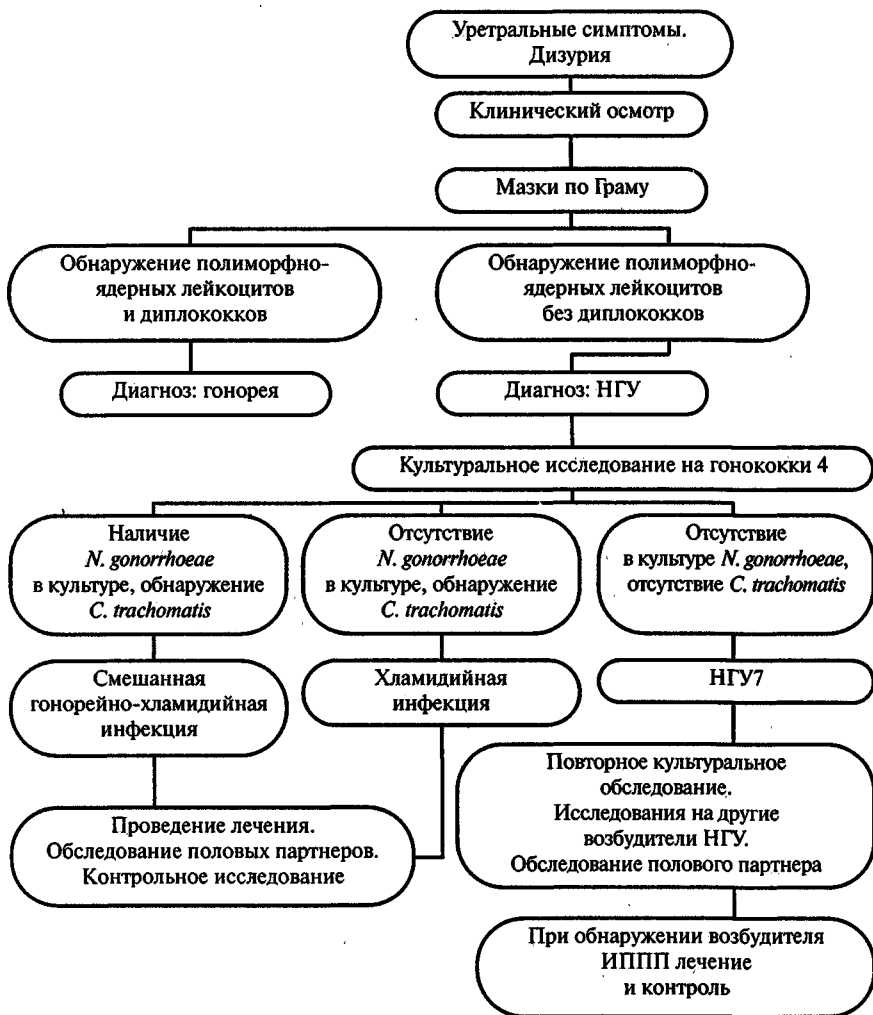 Уретральные симптомы.
Дизурия
Клинический осмотр
Мазки по Граму
Обнаружение полиморфно-
ядерных лейкоцитов
и диплококков
Обнаружение полиморфно-
ядерных лейкоцитов
без диплококков
Диагноз: гонорея
Диагноз: НГУ
Культуральное исследование на гонококки 4
Наличие
N. gonorrhoeae
в культуре, обнаружение
C. trachomatis
Отсутствие
N. gonorrhoeae
в культуре, обнаружение
C. trachomatis
Отсутствие
в культуре N. gonorrhoeae,
отсутствие C. trachomatis
Смешанная
гонорейно-хламидийная
инфекция
Хламидийная
инфекция
НГУ7
Проведение лечения.
Обследование половых партнеров.
Контрольное исследование
Повторное культуральное
обследование.
Исследования на другие
возбудители НГУ.
Обследование полового партнера
При обнаружении возбудителя
ИППП лечение
и контроль